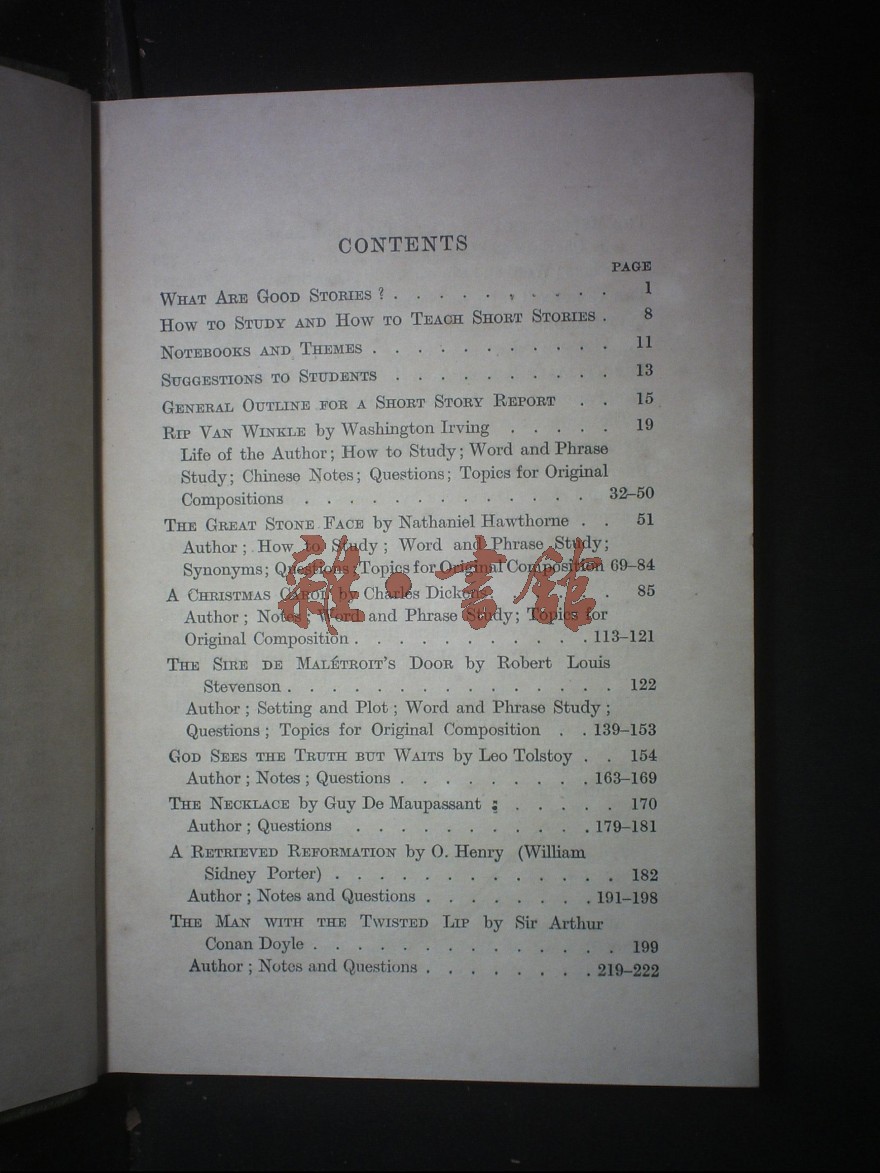 CONTENTS
PAGE
WHAT ARE GOOD STORIES ? . . . . . . . . . . 1
HOW TO STUDY AND HOW TO TEACH SHORT STORIES . 8
NOTEBOOKS AND THEMES . . . . . . . . . . . 11
SUGGESTIONS TO STUDENTS . . . . . . . . . . 13
GENERAL OUTLINE FOR A SHORT STORY REPORT . . 15
RIP VAN WINKLE by Washington Irving . . . . . 19
Life of the Author; How to Study; Word and Phrase
Study; Chinese Notes; Questions; Topics for Original
Compositions . . . . . . . . . . . . . 32–50
THE GREAT STONE FACE by Nathaniel Hawthorne . . 51
Author ; How to Study ; Word and Phrase Study;
Synonyms; Questions; Topics for Original Composition 69–84
A CHRISTMAS CAROL by Charles Dickens . . . . . 85
Author ; Notes; Word and Phrase Study; Topics for
Original Composition . . . . . . . . . . . 113–121
THE SIRE DE MALÉTROIT'S DOOR by Robert Louis
Stevenson . . . . . . . . . . . . . . . 122
Author ; Setting and Plot ; Word and Phrase Study ;
Questions ; Topics for Original Composition . . 139–153
GOD SEES THE TRUTH BUT WAITS by Leo Tolstoy . . 154
Author ; Notes ; Questions . . . . . . . . . 163–169
THE NECKLACE by Guy De Maupassant . . . . . . 170
Author ; Questions . . . . . . . . . . . 179–181
A RETRIEVED REFORMATION by O. Henry (William
Sidney Porter) . . . . . . . . . . . . . 182
Author ; Notes and Questions . . . . . . . . 191–198
THE MAN WITH THE TWISTED LIP by Sir Arthur
Conan Doyle . . . . . . . . . . . . . . 199
Author ; Notes and Questions . . . . . . . . 219–222
雜·書館